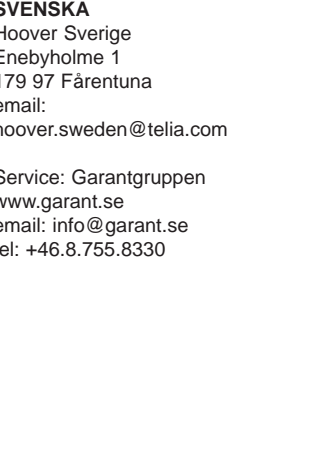 SVENSKA
Hoover Sverige
Enebyholme 1
179 97 Fårentuna
email:
hoover.sweden@telia.com
Service: Garantgruppen
www.garant.se
email: info@garant.se
tel: +46.8.755.8330